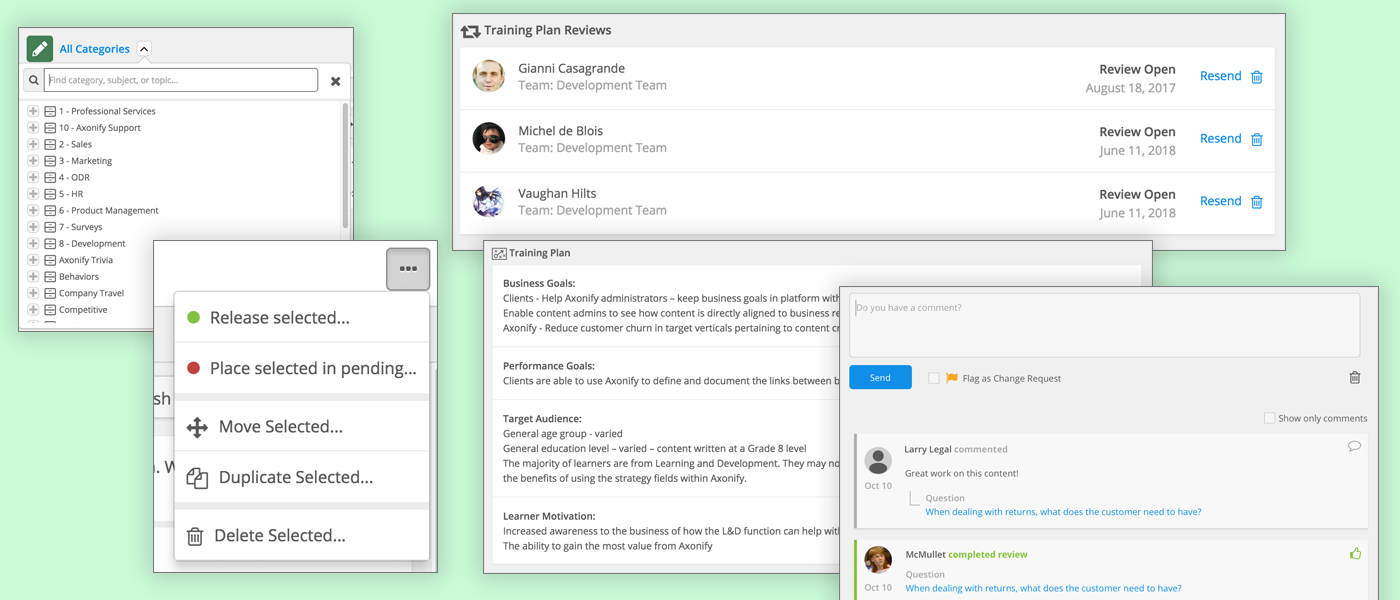 All Categories
Find category, subject, or topic...
1 - Professional Services
10 - Axonify Support
2 - Sales
3 - Marketing
4 - ODR
5 - HR
6 - Product Management
7 - Surveys
8 - Development
Axonify Trivia
Behaviors
Company Travel
Competitive
Release selected...
Place selected in pending...
Move Selected...
Duplicate Selected...
Delete Selected...
Training Plan Reviews
Gianni Casagrande
Team: Development Team
Review Open
August 18, 2017
Resend
Michel de Blois
Team: Development Team
Review Open
June 11, 2018
Resend
Vaughan Hilts
Team: Development Team
Review Open
June 11, 2018
Resend
Training Plan
Business Goals:
Clients - Help Axonify administrators – keep business goals in platform
Enable content admins to see how content is directly aligned to business
Axonify - Reduce customer churn in target verticals pertaining to content
Performance Goals:
Clients are able to use Axonify to define and document the links between
Target Audience:
General age group - varied
General education level – varied – content written at a Grade 8 level
The majority of learners are from Learning and Development. They may
the benefits of using the strategy fields within Axonify.
Learner Motivation:
Increased awareness to the business of how the L&D function can help
The ability to gain the most value from Axonify
Do you have a comment?
Send
Flag as Change Request
Show only comments
Larry Legal commented
Great work on this content!
Oct 10
Question
When dealing with returns, what does the customer need to have?
McMullet completed review
Question
Oct 10
When dealing with returns, what does the customer need to have?